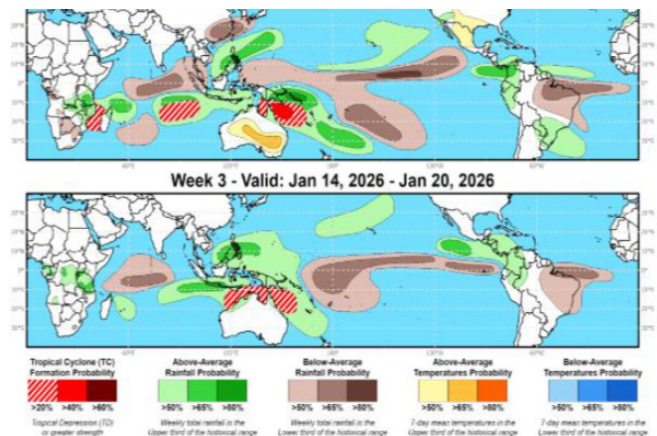 Week 3 - Valid: Jan 14, 2026 - Jan 20, 2026
Tropical Cyclone (TC)
Formation Probability
>20% >40% >60%
Tropical Depression (TD)
or greater strength
Above-Average
Rainfall Probability
>50% >65% >80%
Weekly total rainfall in the
Upper third of the historical range
Below-Average
Rainfall Probability
>50% >65% >80%
Weekly total rainfall in the
Lower third of the historical range
Above-Average
Temperatures Probability
>50% >65% >80%
7-day mean temperatures in the
Upper third of the historical range
Below-Average
Temperatures Probability
>50% >65% >80%
7-day mean temperatures in the
Lower third of the historical range